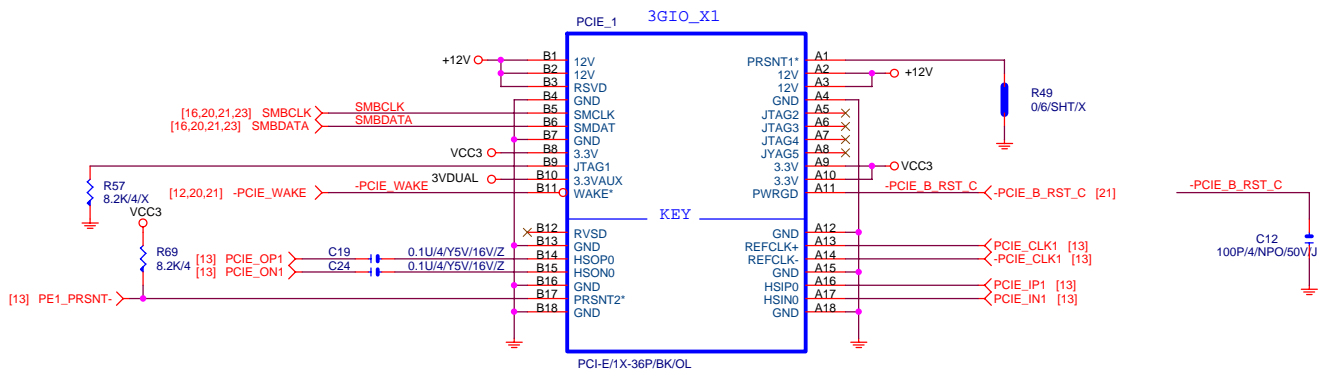 3GIO_X1
PCIE_1
+12V B1 12V PRSNT1* A1
B2 12V 12V A2 +12V
B3 RSVD 12V A3
B4 GND GND A4
[16,20,21,23] SMBCLK SMBCLK B5 SMCLK JTAG2 A5
[16,20,21,23] SMBDATA SMBDATA B6 SMDAT JTAG3 A6
B7 GND JTAG4 A7
VCC3 B8 3.3V JYAG5 A8
B9 JTAG1 3.3V A9 VCC3
3VDUAL B10 3.3VAUX 3.3V A10
[12,20,21] -PCIE_WAKE -PCIE_WAKE B11 WAKE* PWRGD A11 -PCIE_B_RST_C -PCIE_B_RST_C [21]
R49
0/6/SHT/X
R57
8.2K/4/X
VCC3
KEY
-PCIE_B_RST_C
C12
100P/4/NPO/50V/J
B12 RVSD GND A12
B13 GND REFCLK+ A13 PCIE_CLK1 [13]
R69
8.2K/4
[13] PCIE_OP1 C19 0.1U/4/Y5V/16V/Z B14 HSOP0 REFCLK- A14 -PCIE_CLK1 [13]
[13] PCIE_ON1 C24 0.1U/4/Y5V/16V/Z B15 HSON0 GND A15
B16 GND HSIP0 A16 PCIE_IP1 [13]
[13] PE1_PRSNT- B17 PRSNT2* HSIN0 A17 PCIE_IN1 [13]
B18 GND GND A18
PCI-E/1X-36P/BK/OL